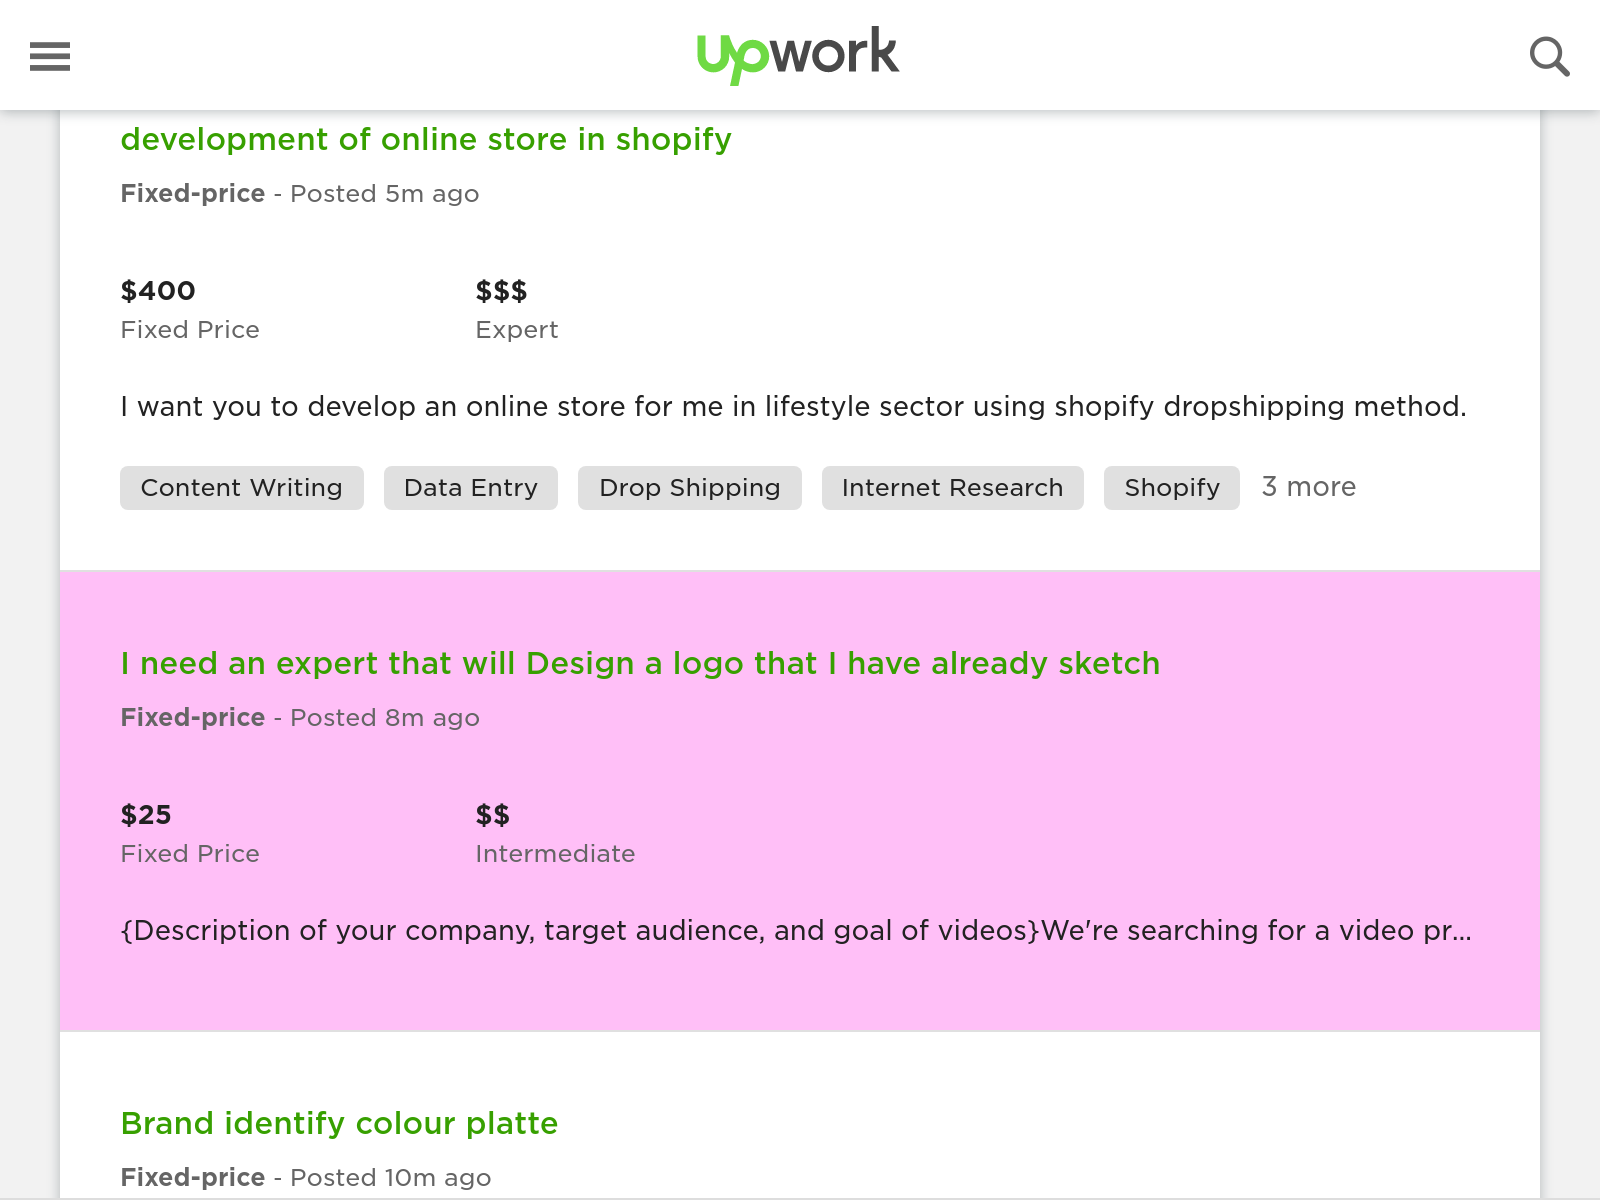 upwork
development of online store in shopify
Fixed-price - Posted 5m ago
$400
Fixed Price
$$$
Expert
I want you to develop an online store for me in lifestyle sector using shopify dropshipping method.
Content Writing Data Entry Drop Shipping Internet Research Shopify 3 more
I need an expert that will Design a logo that I have already sketch
Fixed-price - Posted 8m ago
$25
Fixed Price
$$
Intermediate
{Description of your company, target audience, and goal of videos}We're searching for a video pr...
Brand identify colour platte
Fixed-price - Posted 10m ago